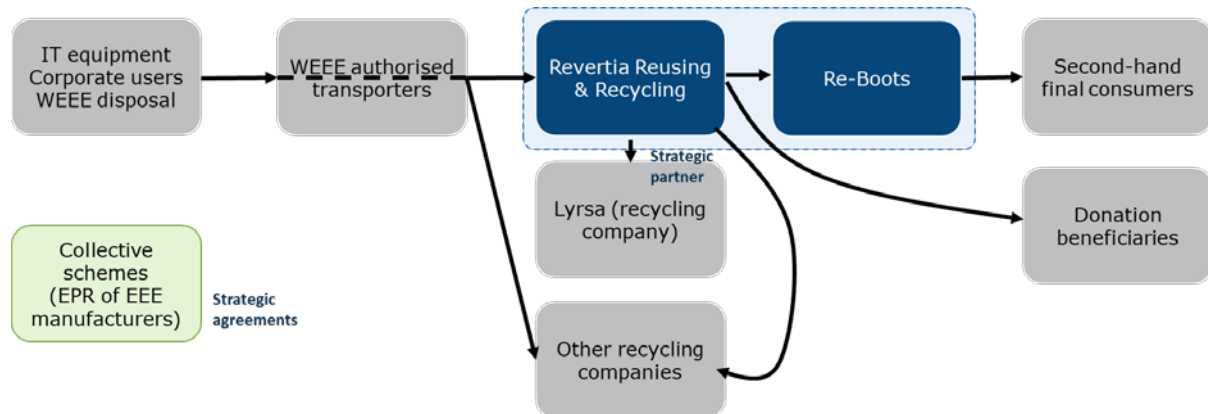 IT equipment
Corporate users
WEEE disposal
WEEE authorised
transporters
Revertia Reusing
& Recycling
Re-Boots
Second-hand
final consumers
Strategic
partner
Lyrsa (recycling
company)
Donation
beneficiaries
Collective
schemes
(EPR of EEE
manufacturers)
Strategic
agreements
Other recycling
companies